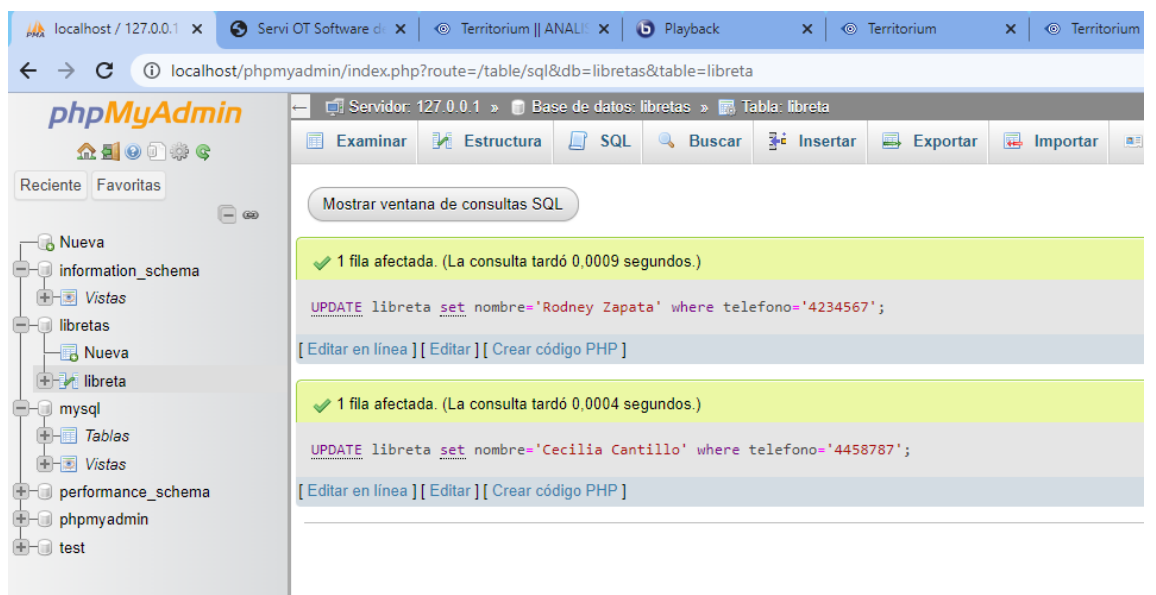 localhost / 127.0.0.1
Servi OT Software de
Territorium || ANALIS
Playback
Territorium
Territorium
localhost/phpmyadmin/index.php?route=/table/sql&db=libretas&table=libreta
phpMyAdmin
Servidor: 127.0.0.1 » Base de datos: libretas » Tabla: libreta
Examinar Estructura SQL Buscar Insertar Exportar Importar
Reciente Favoritas
Mostrar ventana de consultas SQL
Nueva
information_schema
Vistas
libretas
Nueva
libreta
mysql
Tablas
Vistas
performance_schema
phpmyadmin
test
1 fila afectada. (La consulta tardó 0,0009 segundos.)
UPDATE libreta set nombre='Rodney Zapata' where telefono='4234567';
[ Editar en línea ] [ Editar ] [ Crear código PHP ]
1 fila afectada. (La consulta tardó 0,0004 segundos.)
UPDATE libreta set nombre='Cecilia Cantillo' where telefono='4458787';
[ Editar en línea ] [ Editar ] [ Crear código PHP ]